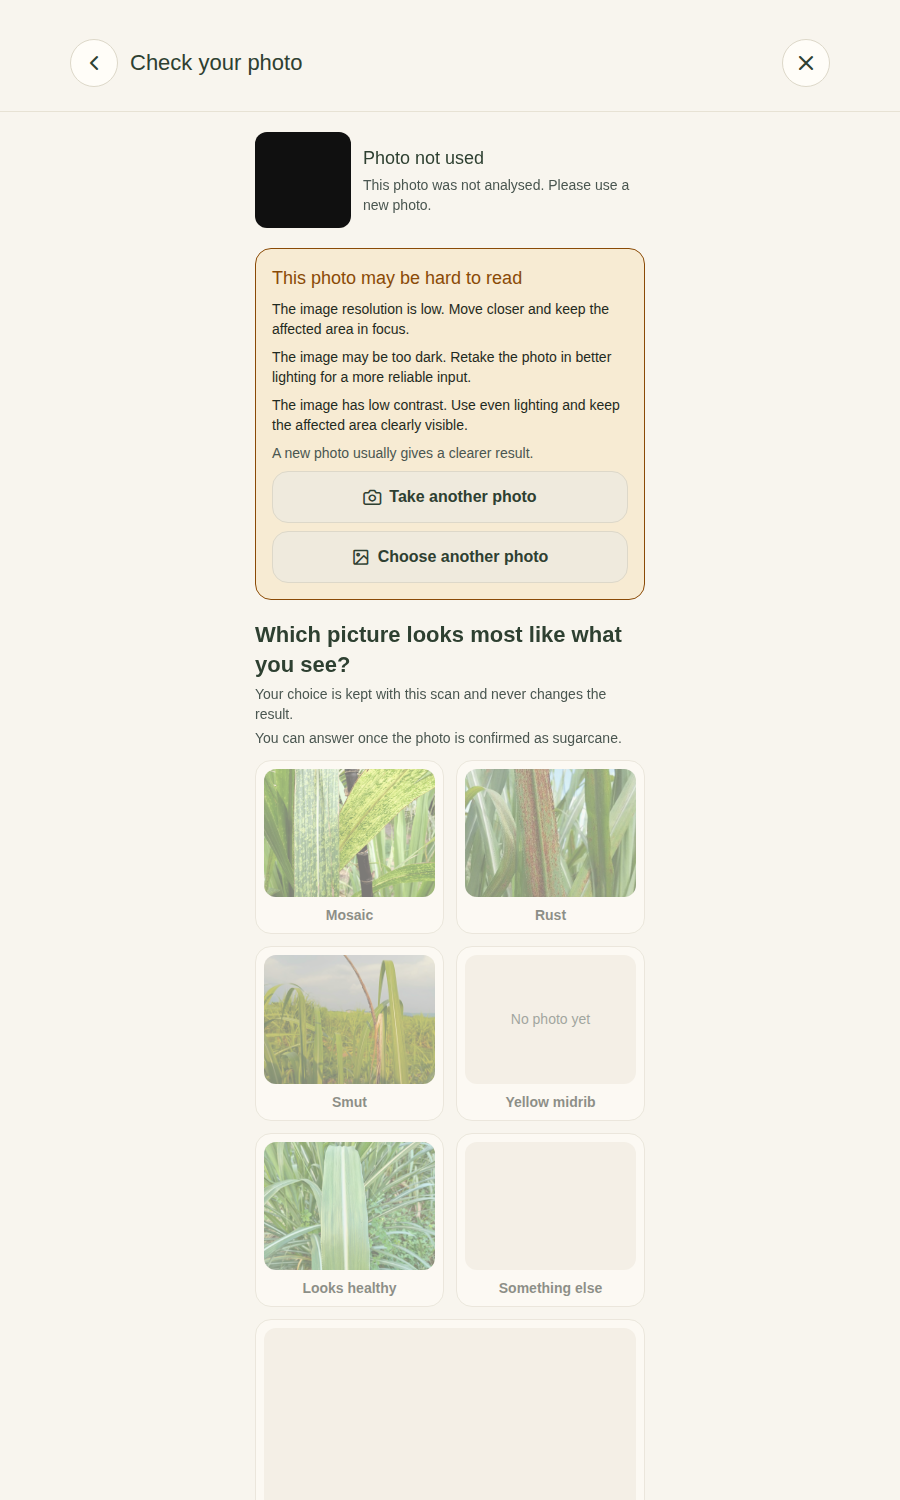 Check your photo
Photo not used
This photo was not analysed. Please use a
new photo.
This photo may be hard to read
The image resolution is low. Move closer and keep the
affected area in focus.
The image may be too dark. Retake the photo in better
lighting for a more reliable input.
The image has low contrast. Use even lighting and keep
the affected area clearly visible.
A new photo usually gives a clearer result.
Take another photo
Choose another photo
Which picture looks most like what
you see?
Your choice is kept with this scan and never changes the
result.
You can answer once the photo is confirmed as sugarcane.
Mosaic
Rust
Smut
No photo yet
Yellow midrib
Looks healthy
Something else